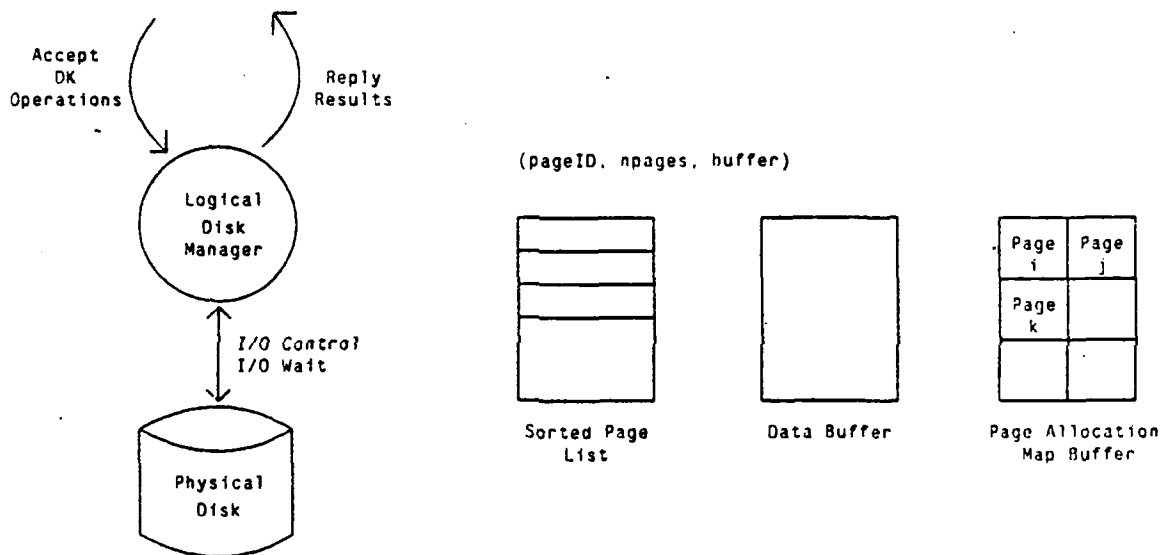 Accept
DK
Operations
Reply
Results
(pageID, npages, buffer)
Logical
Disk
Manager
Page
i
Page
j
Page
k
I/O Control
I/O Wait
Sorted Page
List
Data Buffer
Page Allocation
Map Buffer
Physical
Disk